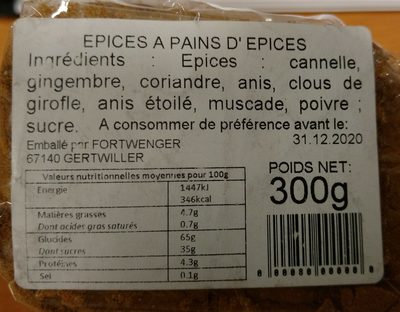 EPICES A PAINS D' EPICES
Ingrédients : Epices : cannelle,
gingembre, coriandre, anis, clous de
girofle, anis étoilé, muscade, poivre ;
sucre. A consommer de préférence avant le:
31.12.2020
Emballé par FORTWENGER
67140 GERTWILLER
Valeurs nutritionnelles moyennes pour 100g
Energie 1447kJ
346kcal
Matières grasses 4.7g
Dont acides gras saturés 0.7g
Glucides 65g
Dont sucres 35g
Protéines 4.3g
Sel 0.1g
POIDS NET:
300g